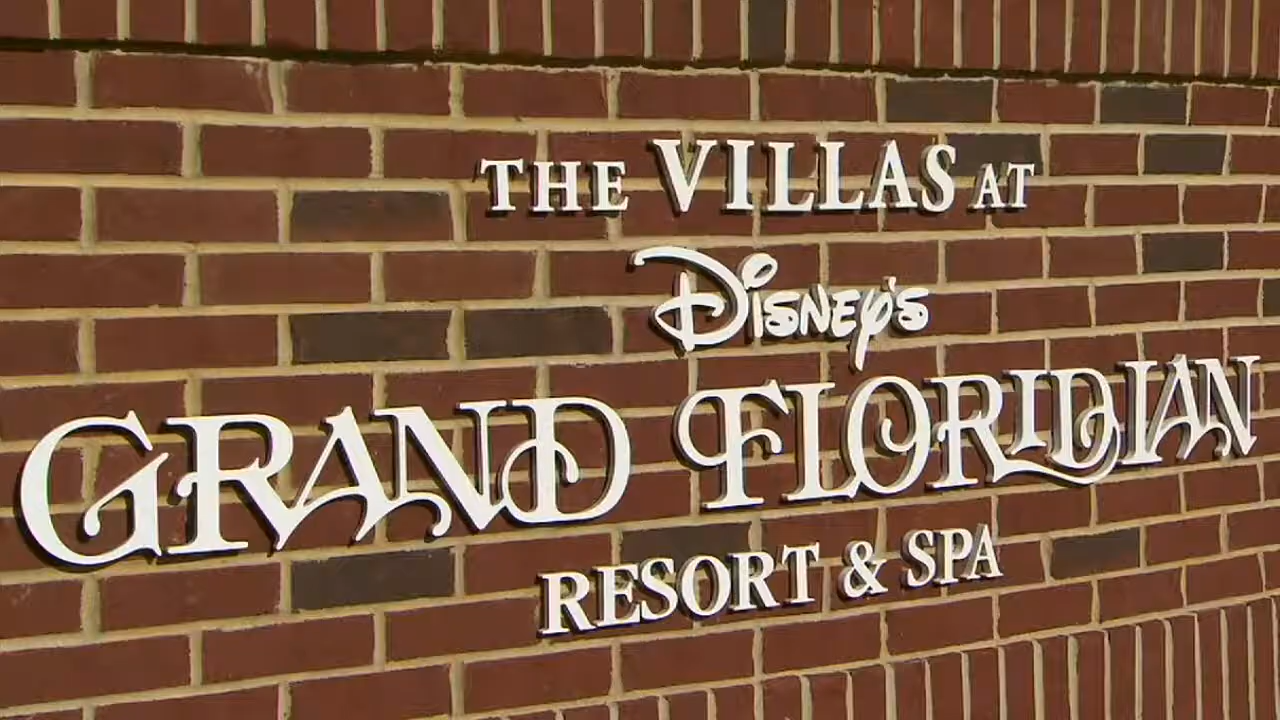 THE VILLAS AT
Disney's
GRAND FLORIDIAN
RESORT & SPA